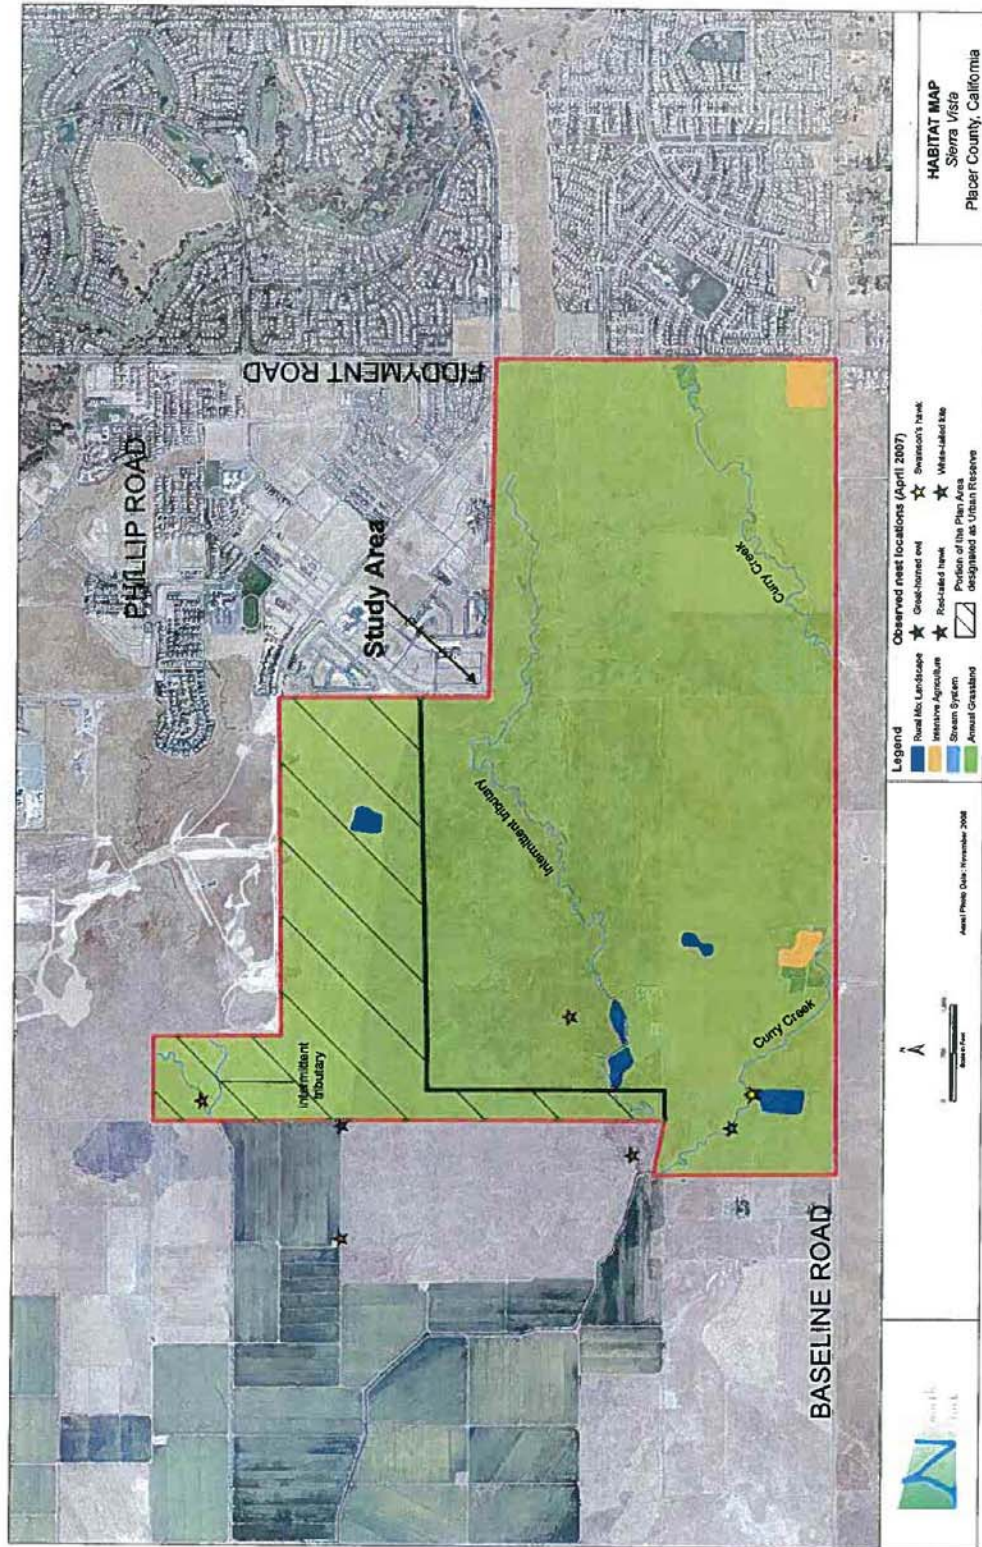 PHILLIP ROAD
FIDDYMENT ROAD
Study Area
Intermittent tributary
Curry Creek
Intermittent
tributary
Curry Creek
BASELINE ROAD
Aerial Photo Date: November 2006
Scale in Feet
Legend
Rural Mix Landscape
Intensive Agriculture
Stream System
Annual Grassland
Observed nest locations (April 2007)
Great-horned owl
Swainson's hawk
Red-tailed hawk
White-tailed kite
Portion of the Plan Area
designated as Urban Reserve
HABITAT MAP
Sierra Vista
Placer County, California